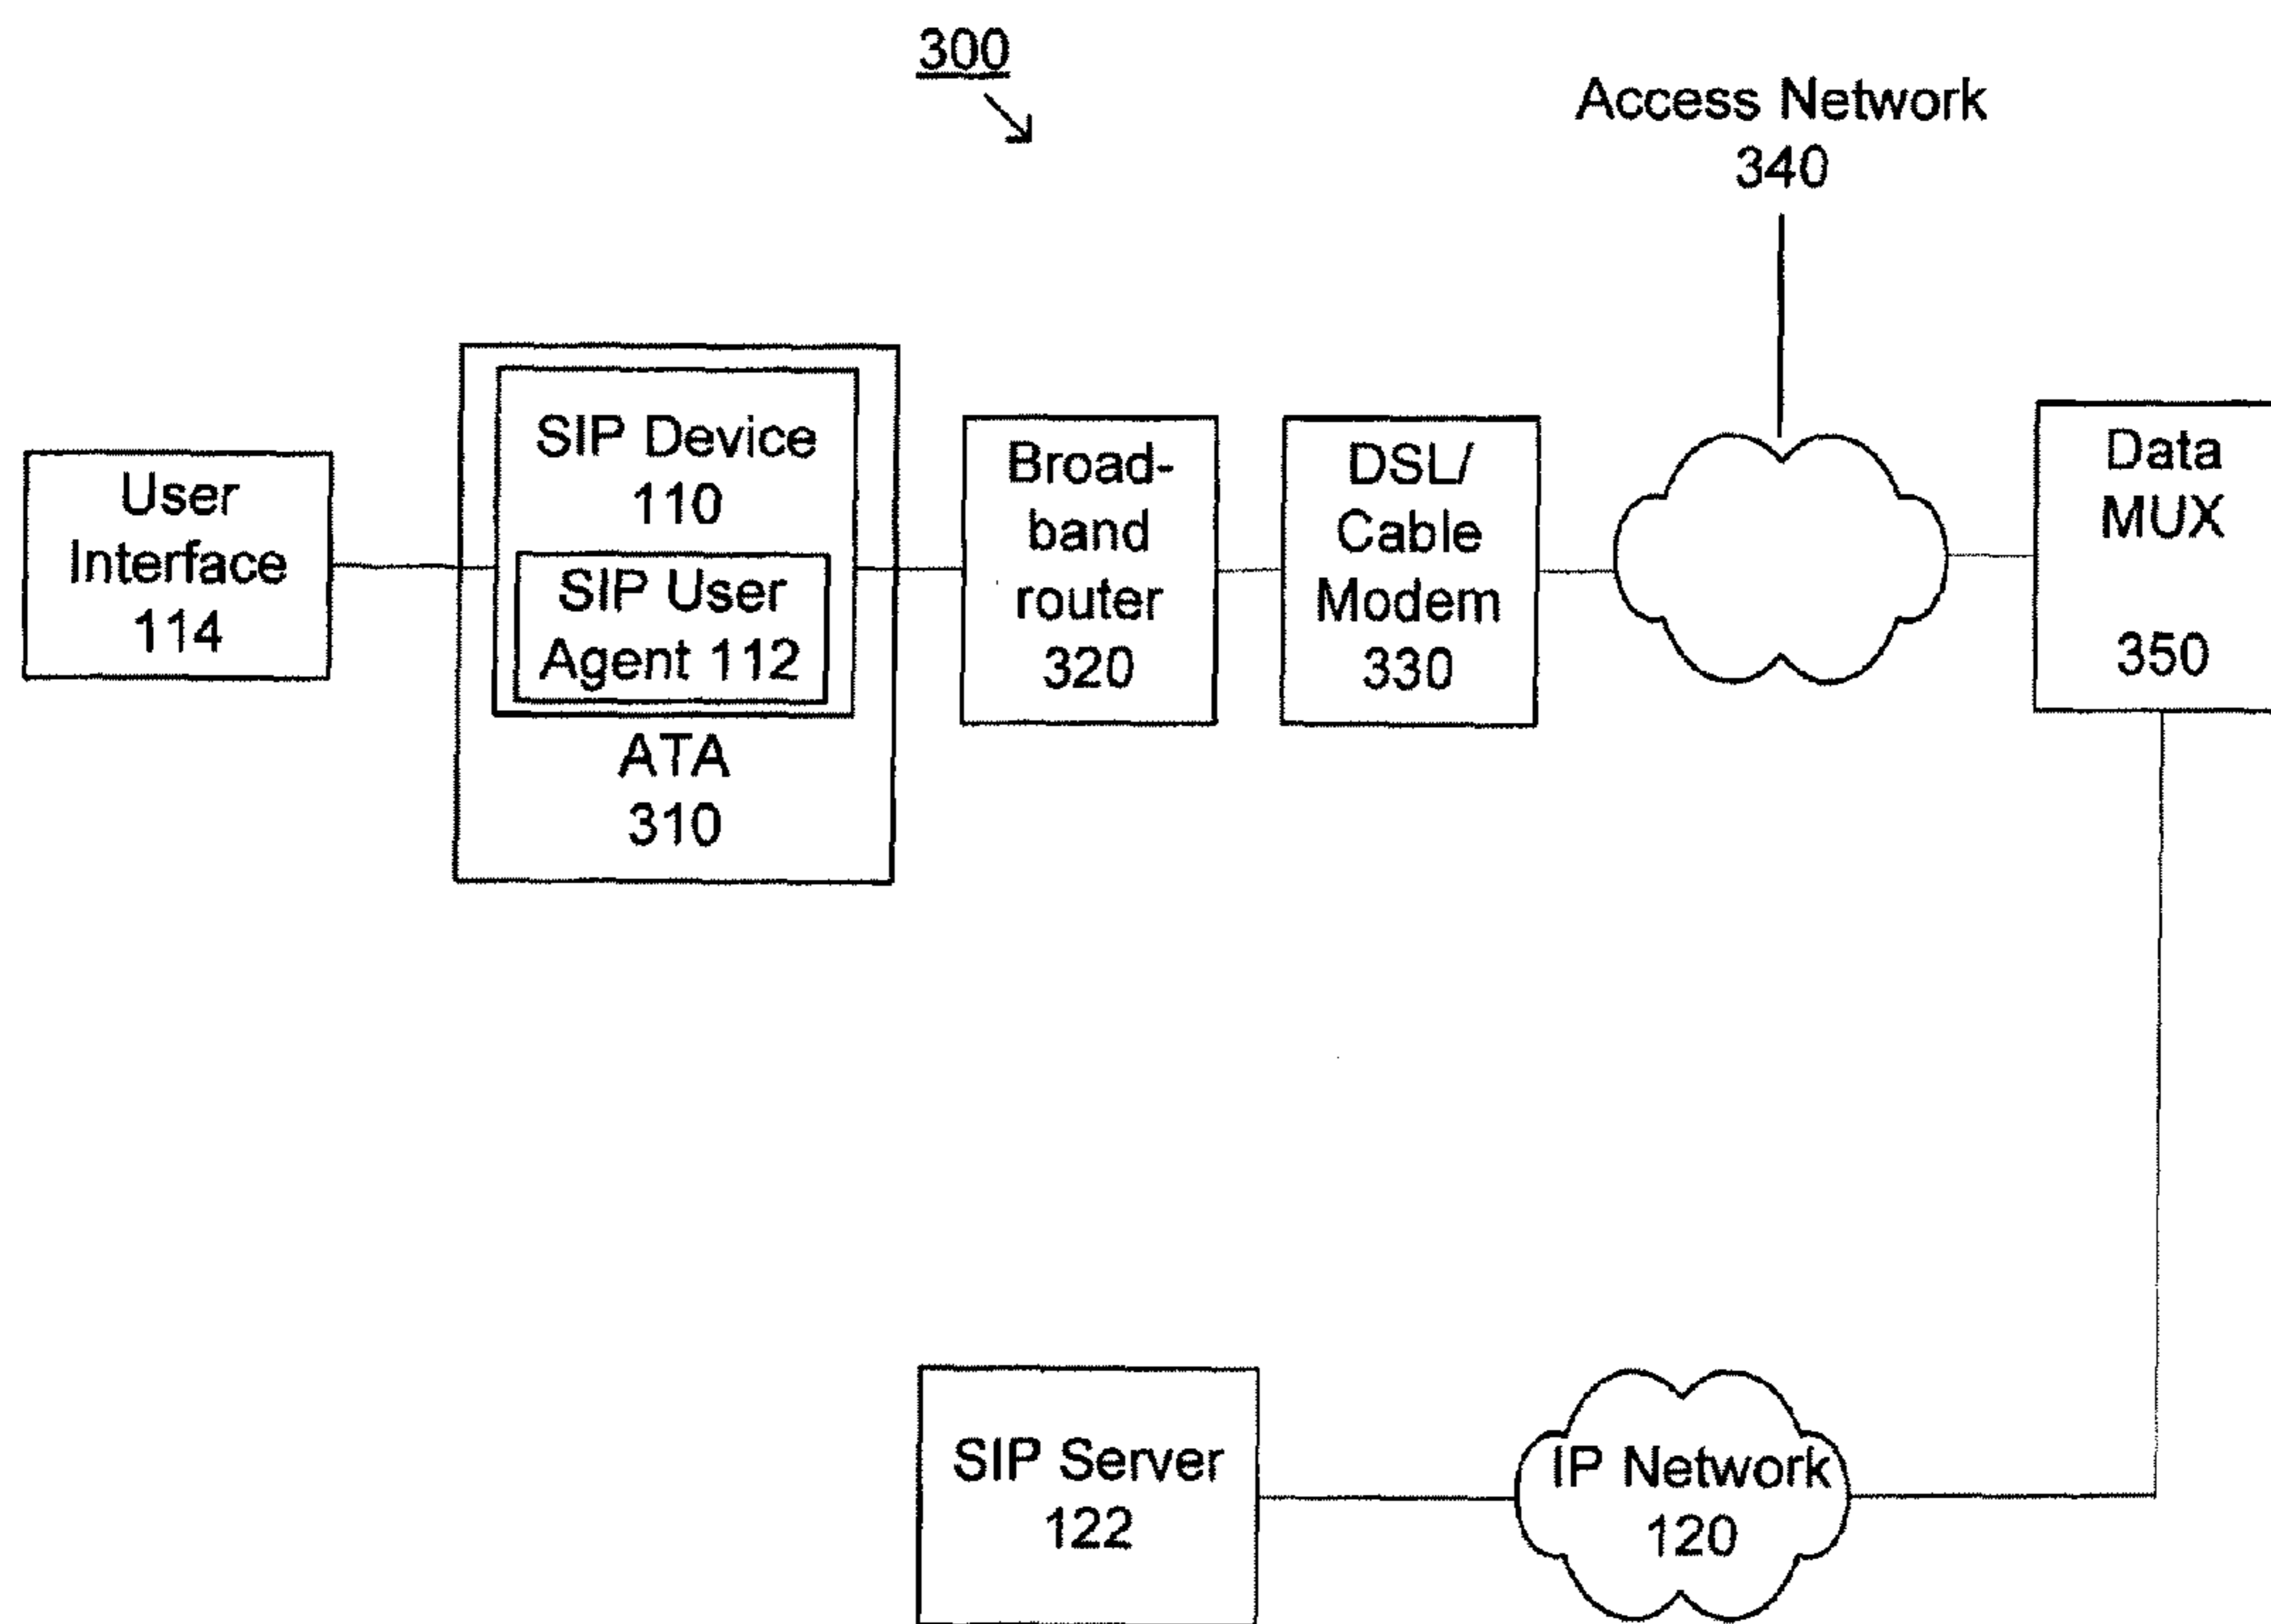 300
Access Network
340
User
Interface
114
SIP Device
110
SIP User
Agent 112
ATA
310
Broad-
band
router
320
DSL/
Cable
Modem
330
Data
MUX
350
SIP Server
122
IP Network
120